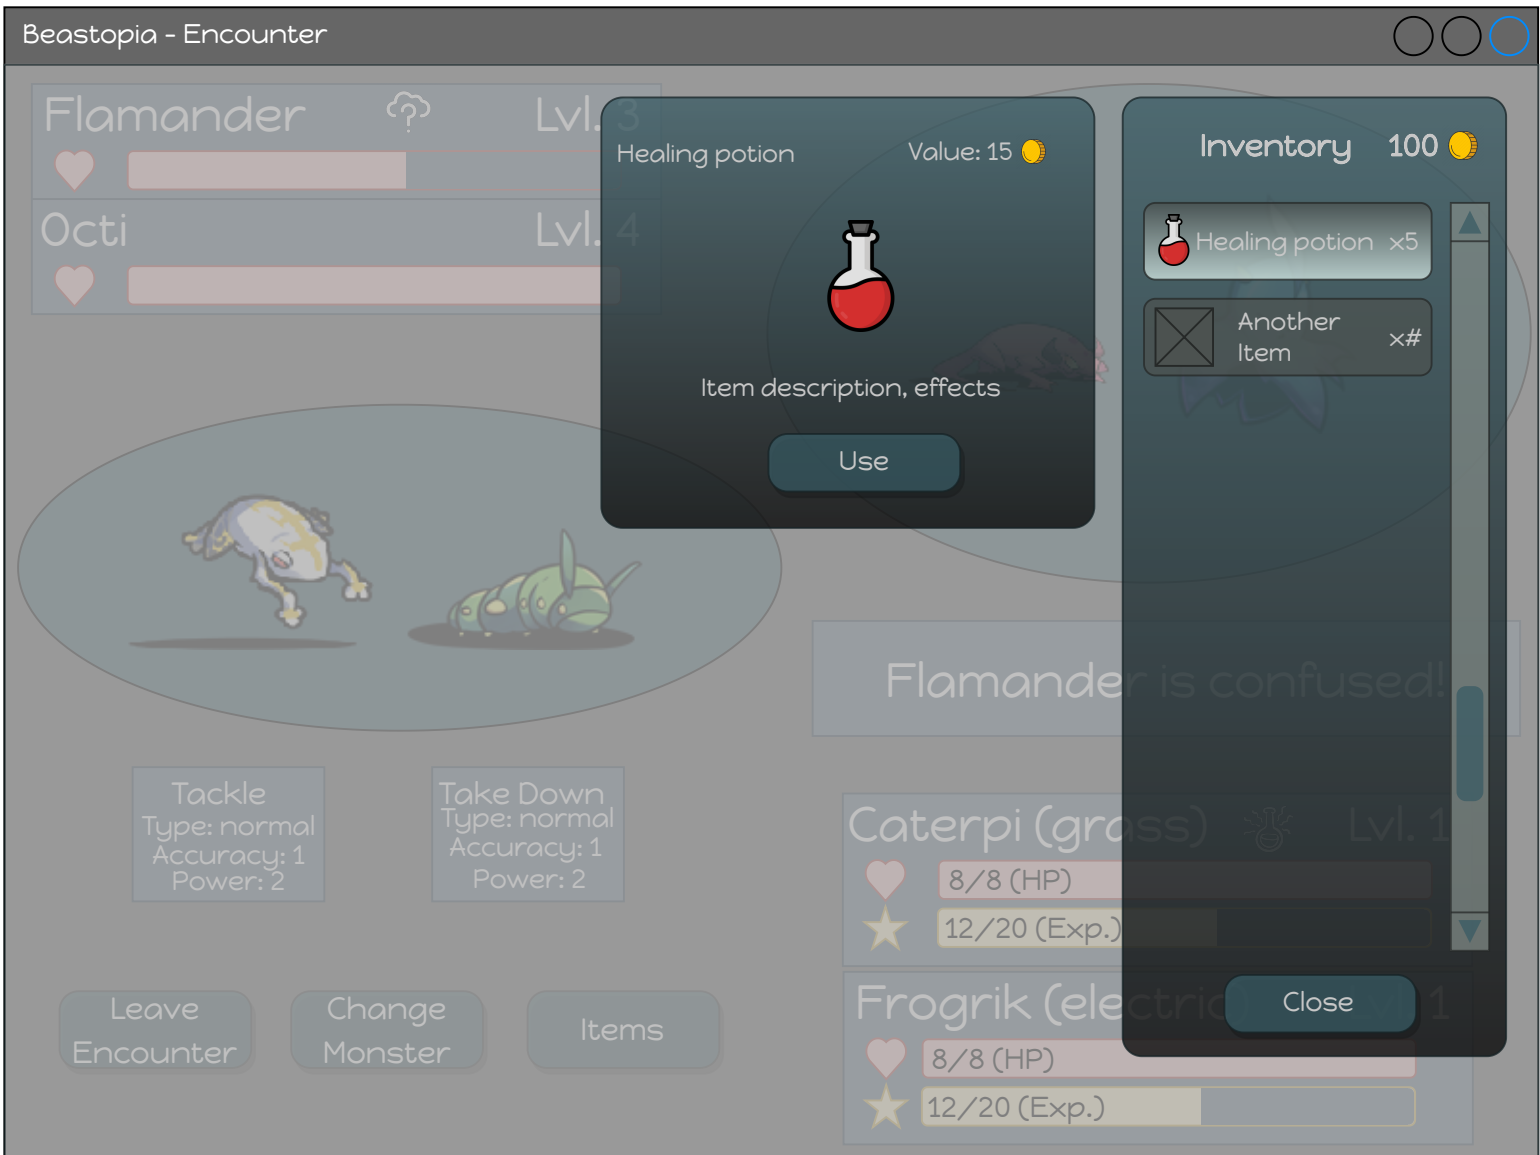 Beastopia - Encounter
Flamander Lvl. 3
Octi Lvl. 4
Healing potion Value: 15
Item description, effects
Use
Inventory 100
Healing potion x5
Another
Item
x#
Close
Flamander is confused!
Tackle
Type: normal
Accuracy: 1
Power: 2
Take Down
Type: normal
Accuracy: 1
Power: 2
Caterpi (grass) Lvl. 1
8/8 (HP)
12/20 (Exp.)
Frogrik (electric) Lvl. 1
8/8 (HP)
12/20 (Exp.)
Leave
Encounter
Change
Monster
Items